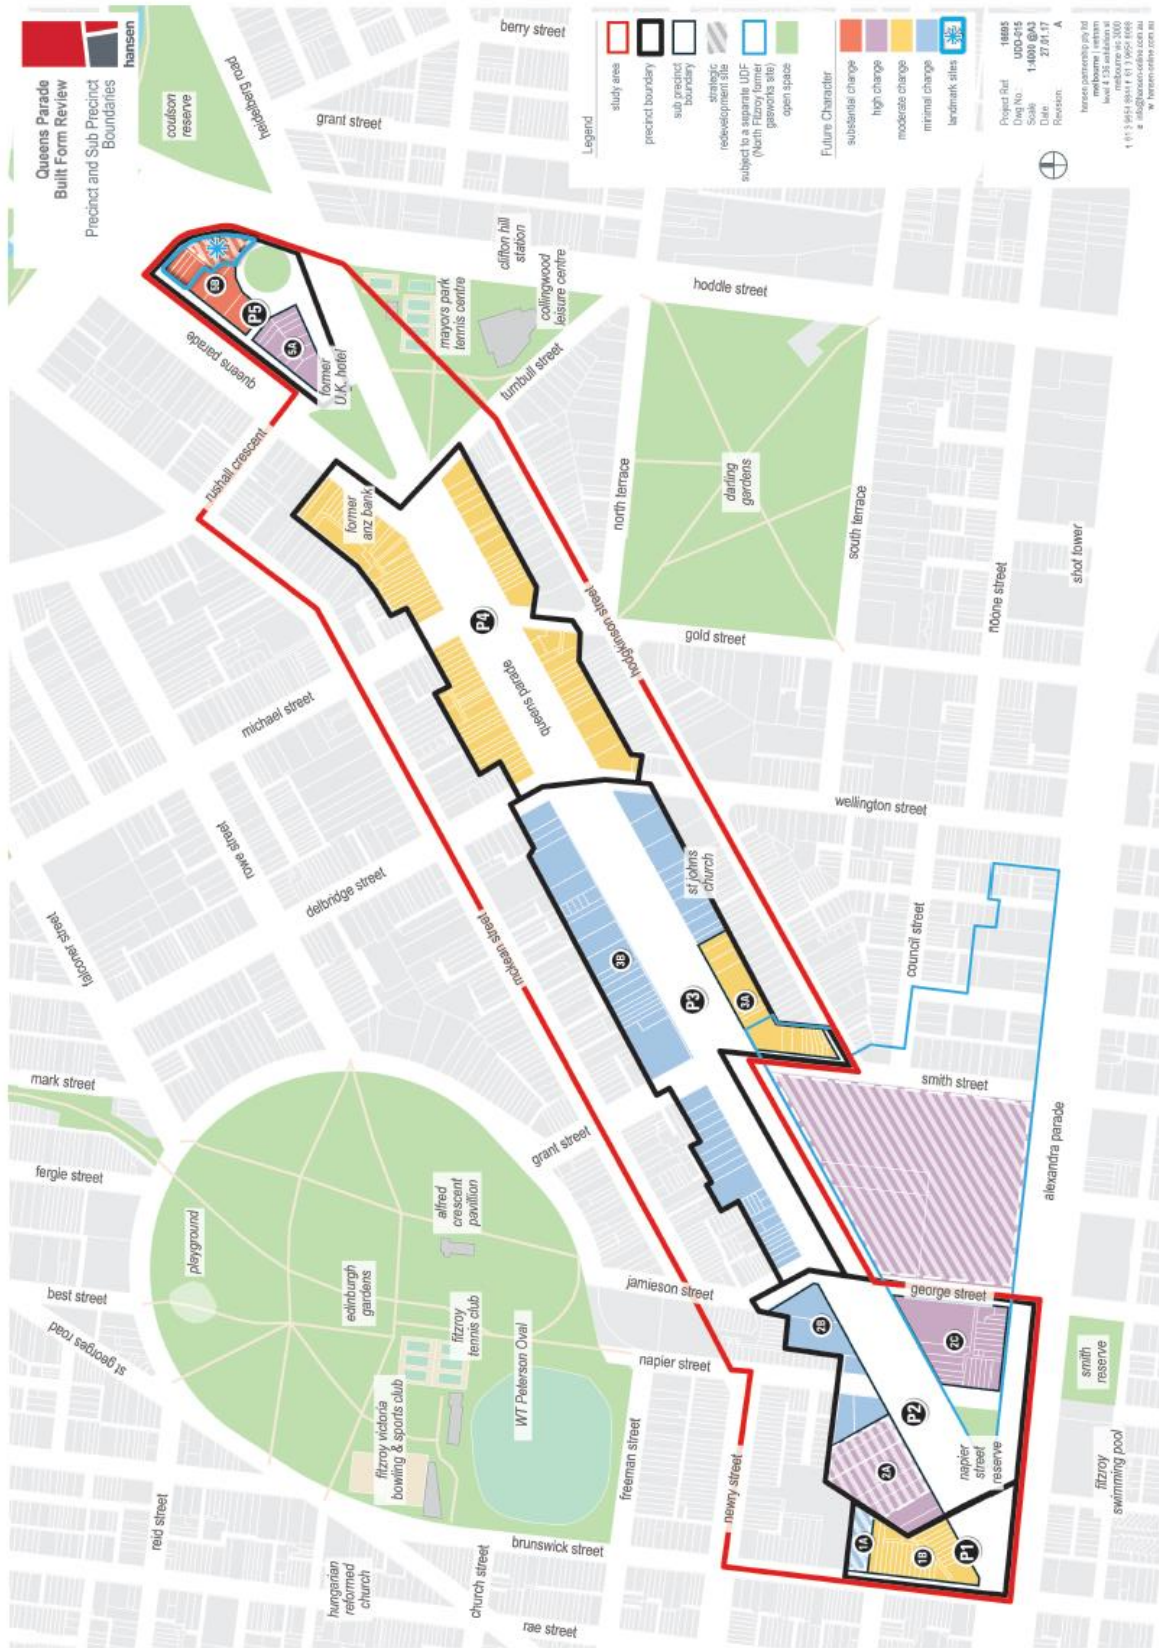 hansen
Queens Parade
Built Form Review
Precinct and Sub Precinct
Boundaries
Legend
study area
precinct boundary
sub precinct
boundary
strategic
redevelopment site
subject to a separate UDF
(North Fitzroy former
gasworks site)
open space
Future Character
substantial change
high change
moderate change
minimal change
landmark sites
Project Ref.
Dwg No.
UDD-015
Scale
1:4000 @A3
Date
27.01.17
Revision
A
hansen partnership pty ltd
melbourne | vietnam
level 4 136 exhibition st
melbourne vic 3000
berry street
coulson
reserve
heidelberg road
grant street
clifton hill
station
hoddle street
mayors park
tennis centre
collingwood
leisure centre
turnbull street
5B
P5
5A
former
U.K. hotel
queens parade
rushall crescent
former
anz bank
north terrace
darling
gardens
south terrace
noone street
shot tower
gold street
hodgkinson street
P4
queens parade
michael street
wellington street
rowe street
delbridge street
st johns
church
council street
falconer street
mckean street
3B
3A
P3
smith street
alexandra parade
mark street
grant street
fergie street
alfred
crescent
pavillion
playground
edinburgh
gardens
jamieson street
george street
best street
st georges road
fitzroy
tennis club
WT Peterson Oval
napier street
2B
2C
smith
reserve
fitzroy victoria
bowling & sports club
freeman street
P2
2A
napier
street
reserve
newry street
fitzroy
swimming pool
reid street
brunswick street
1A
1B
P1
hungarian
reformed
church
church street
rae street